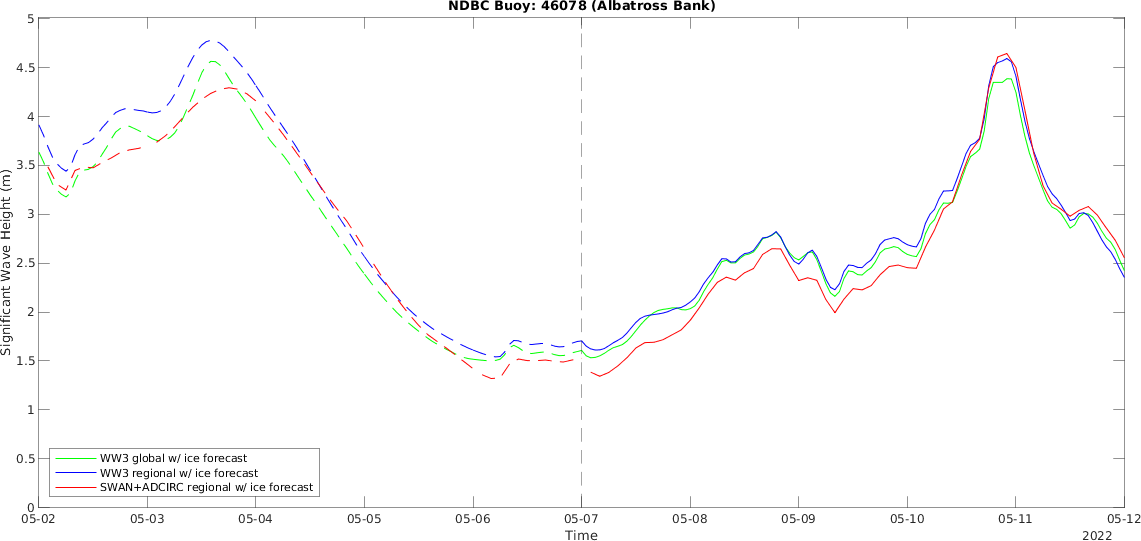 NDBC Buoy: 46078 (Albatross Bank)
5
4.5
4
3.5
3
2.5
2
1.5
1
0.5
0
Significant Wave Height (m)
WW3 global w/ ice forecast
WW3 regional w/ ice forecast
SWAN+ADCIRC regional w/ ice forecast
05-02 05-03 05-04 05-05 05-06 05-07 05-08 05-09 05-10 05-11 05-12
Time
2022